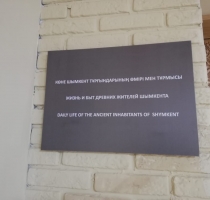 КӨНЕ ШЫМКЕНТ ТҰРҒЫНДАРЫНЫҢ ӨМІРІ МЕН ТҰРМЫСЫ
ЖИЗНЬ И БЫТ ДРЕВНИХ ЖИТЕЛЕЙ ШЫМКЕНТА
DAILY LIFE OF THE ANCIENT INHABITANTS OF SHYMKENT